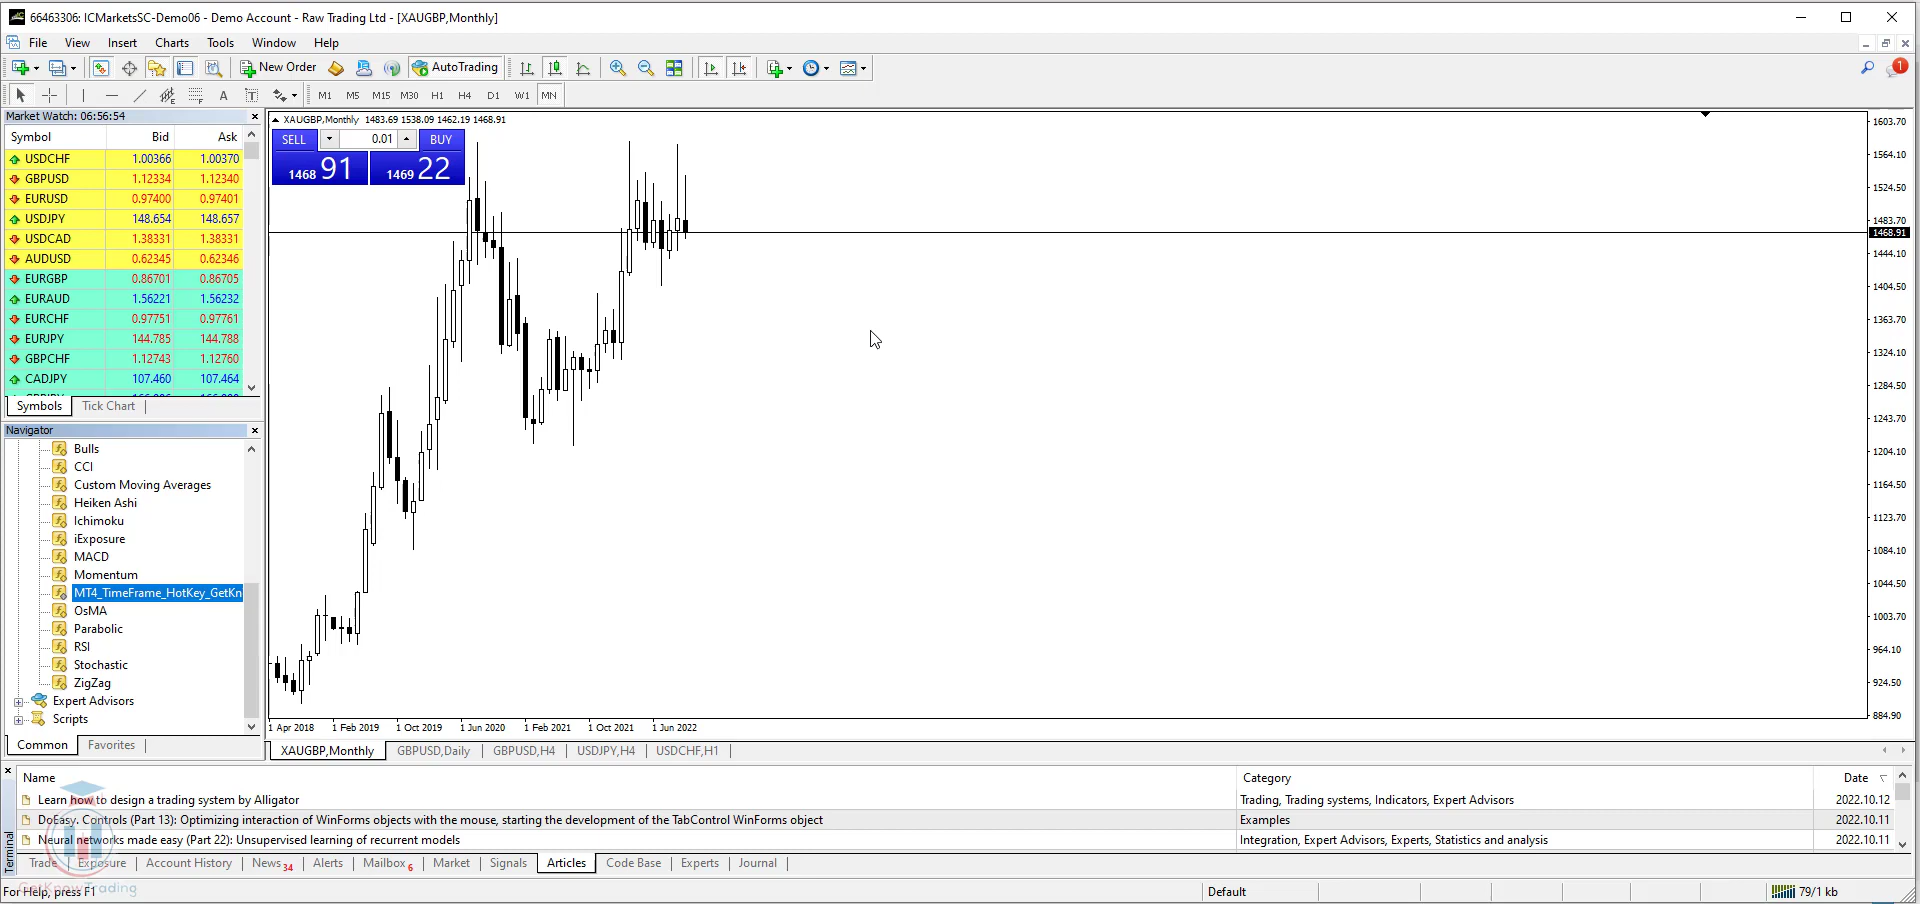 66463306: ICMarketsSC-Demo06 - Demo Account - Raw Trading Ltd - [XAUGBP,Monthly]
File View Insert Charts Tools Window Help
New Order AutoTrading 1
A T M1 M5 M15 M30 H1 H4 D1 W1 MN
Market Watch: 06:56:54
Symbol Bid Ask
USDCHF 1.00366 1.00370
GBPUSD 1.12334 1.12340
EURUSD 0.97400 0.97401
USDJPY 148.654 148.657
USDCAD 1.38331 1.38331
AUDUSD 0.62345 0.62346
EURGBP 0.86701 0.86705
EURAUD 1.56221 1.56232
EURCHF 0.97751 0.97761
EURJPY 144.785 144.788
GBPCHF 1.12743 1.12760
CADJPY 107.460 107.464
Symbols Tick Chart
Navigator
Bulls
CCI
Custom Moving Averages
Heiken Ashi
Ichimoku
iExposure
MACD
Momentum
MT4_TimeFrame_HotKey_GetKn
OsMA
Parabolic
RSI
Stochastic
ZigZag
Expert Advisors
Scripts
Common Favorites
XAUGBP,Monthly 1483.69 1538.09 1462.19 1468.91
SELL 0.01 BUY
1468 91 1469 22
1603.70
1564.10
1524.50
1483.70
1468.91
1444.10
1404.50
1363.70
1324.10
1284.50
1243.70
1204.10
1164.50
1123.70
1084.10
1044.50
1003.70
964.10
924.50
884.90
1 Apr 2018 1 Feb 2019 1 Oct 2019 1 Jun 2020 1 Feb 2021 1 Oct 2021 1 Jun 2022
XAUGBP,Monthly GBPUSD,Daily GBPUSD,H4 USDJPY,H4 USDCHF,H1
Name Category Date
Learn how to design a trading system by Alligator Trading, Trading systems, Indicators, Expert Advisors 2022.10.12
DoEasy. Controls (Part 13): Optimizing interaction of WinForms objects with the mouse, starting the development of the TabControl WinForms object Examples 2022.10.11
Neural networks made easy (Part 22): Unsupervised learning of recurrent models Integration, Expert Advisors, Experts, Statistics and analysis 2022.10.11
Terminal
Trade Exposure Account History News 34 Alerts Mailbox 6 Market Signals Articles Code Base Experts Journal
GetKnowTrading
For Help, press F1 Default 79/1 kb